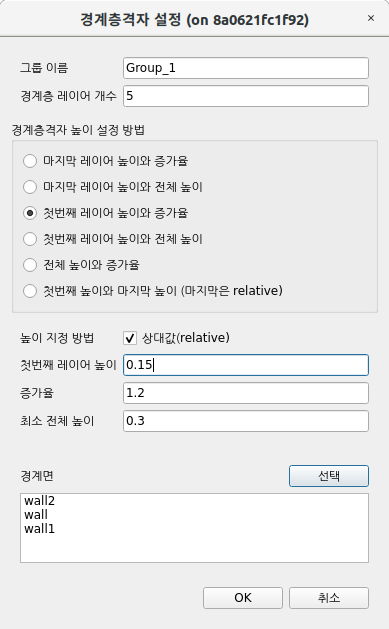 경계층격자 설정 (on 8a0621fc1f92)
×
그룹 이름 Group_1
경계층 레이어 개수 5
경계층격자 높이 설정 방법
마지막 레이어 높이와 증가율
마지막 레이어 높이와 전체 높이
첫번째 레이어 높이와 증가율
첫번째 레이어 높이와 전체 높이
전체 높이와 증가율
첫번째 높이와 마지막 높이 (마지막은 relative)
높이 지정 방법 상대값(relative)
첫번째 레이어 높이 0.15
증가율 1.2
최소 전체 높이 0.3
경계면 선택
wall2
wall
wall1
OK 취소